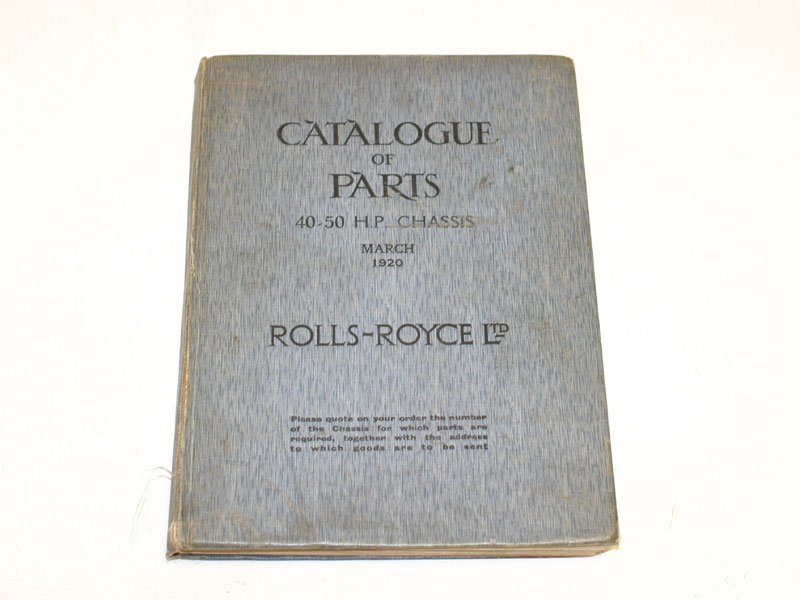 CATALOGUE
OF
PARTS
40-50 H.P. CHASSIS
MARCH
1920
ROLLS-ROYCE LTD
Please quote on your order the number
of the Chassis for which parts are
required, together with the address
to which goods are to be sent